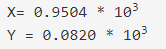 X= 0.9504 * 10³
Y = 0.0820 * 10³